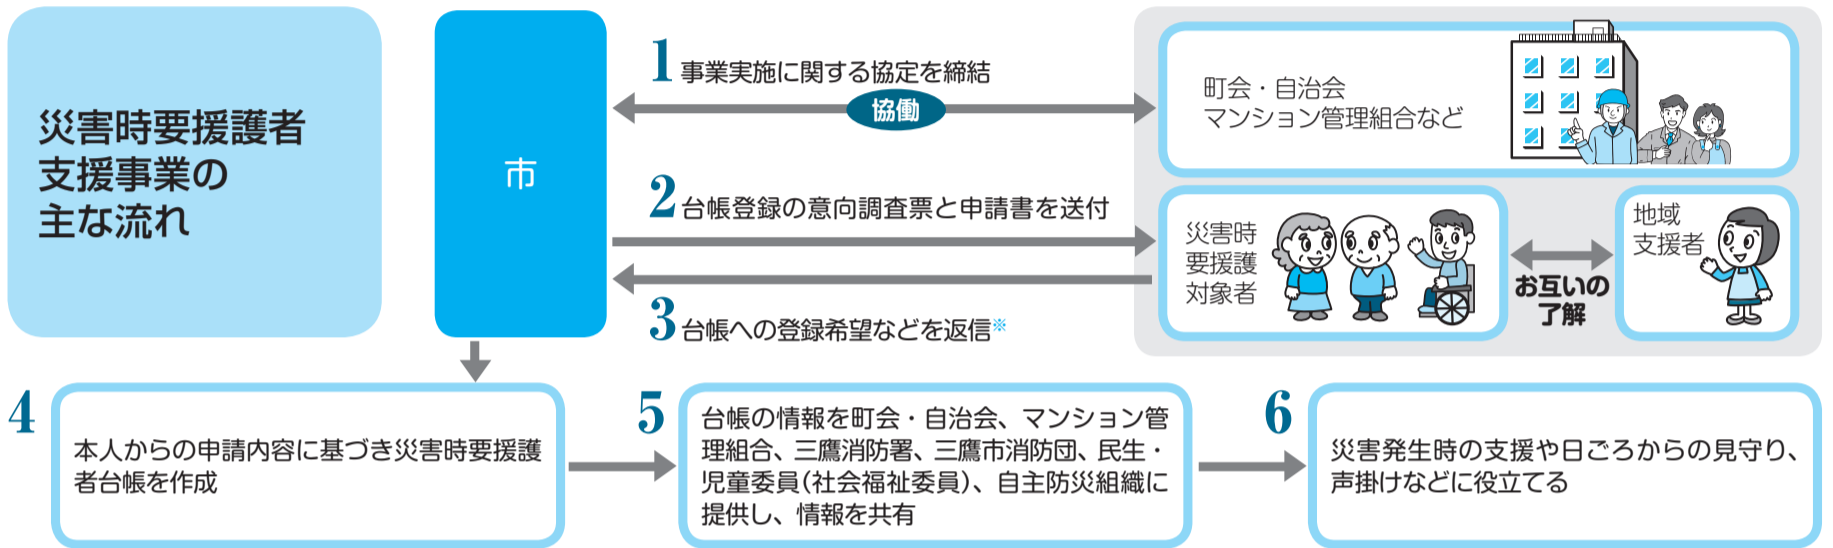 災害時要援護者
支援事業の
主な流れ
市
1 事業実施に関する協定を締結
協働
町会・自治会
マンション管理組合など
2 台帳登録の意向調査票と申請書を送付
災害時
要援護
対象者
お互いの
了解
地域
支援者
3 台帳への登録希望などを返信※
4
本人からの申請内容に基づき災害時要援護
者台帳を作成
5
台帳の情報を町会・自治会、マンション管
理組合、三鷹消防署、三鷹市消防団、民生・
児童委員(社会福祉委員)、自主防災組織に
提供し、情報を共有
6
災害発生時の支援や日ごろからの見守り、
声掛けなどに役立てる